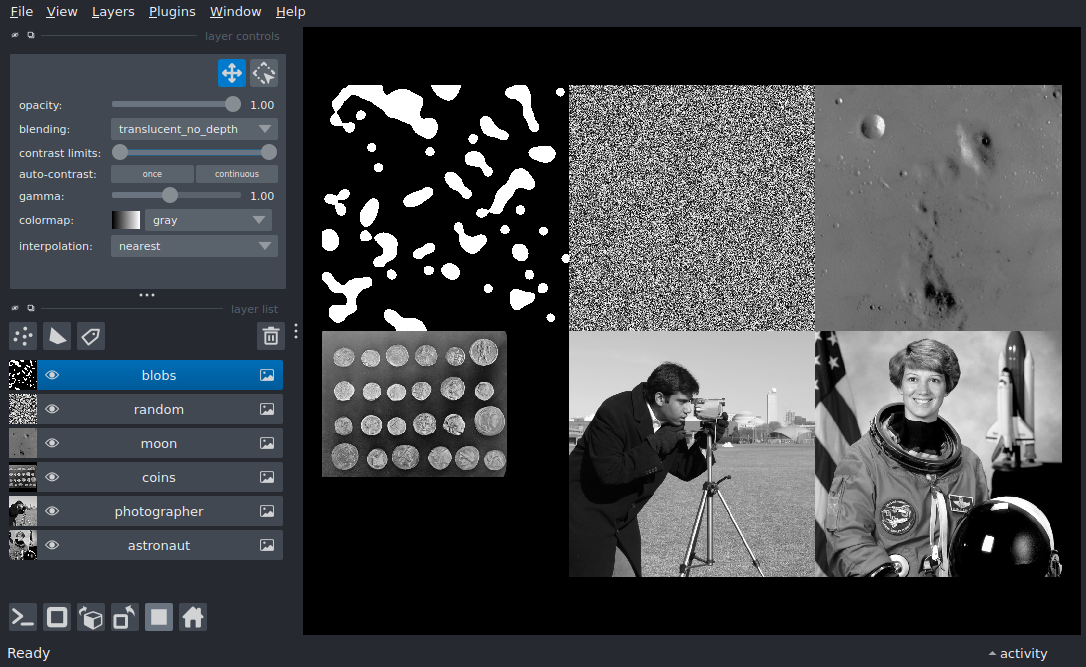 File View Layers Plugins Window Help
layer controls
opacity: 1.00
blending: translucent_no_depth
contrast limits:
auto-contrast: once continuous
gamma: 1.00
colormap: gray
interpolation: nearest
layer list
blobs
random
moon
coins
photographer
astronaut
Ready activity